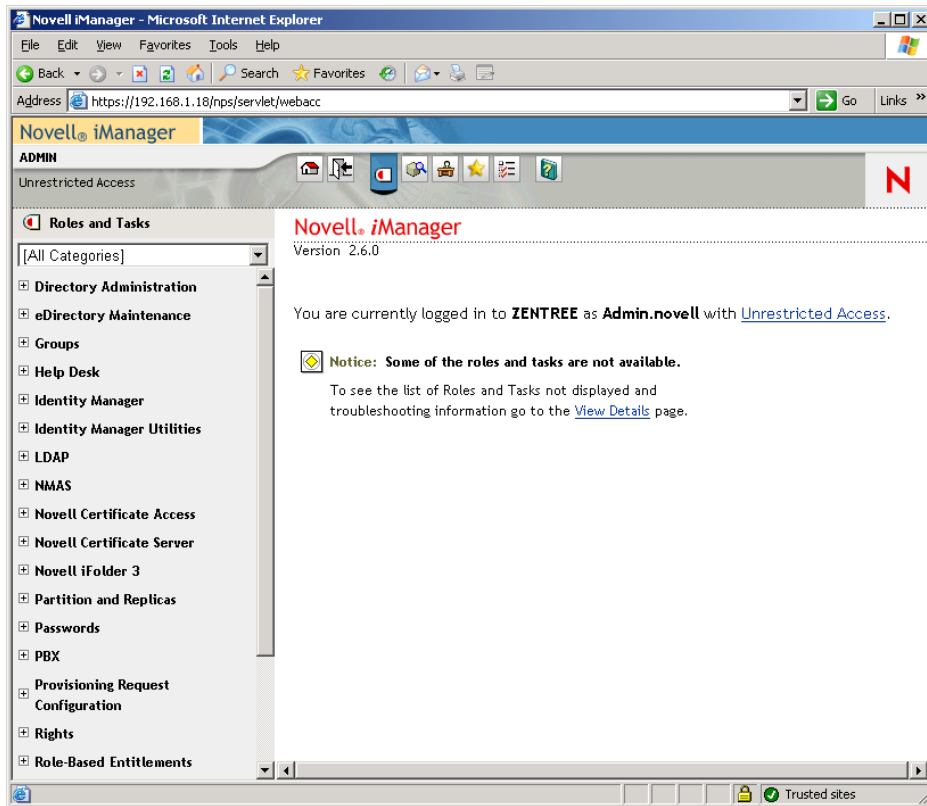 Novell iManager - Microsoft Internet Explorer
File Edit View Favorites Tools Help
Back Search Favorites
Address https://192.168.1.18/nps/servlet/webacc Go Links »
Novell® iManager
ADMIN
Unrestricted Access
N
Roles and Tasks
[All Categories]
Directory Administration
eDirectory Maintenance
Groups
Help Desk
Identity Manager
Identity Manager Utilities
LDAP
NMAS
Novell Certificate Access
Novell Certificate Server
Novell iFolder 3
Partition and Replicas
Passwords
PBX
Provisioning Request
Configuration
Rights
Role-Based Entitlements
Novell® iManager
Version 2.6.0
You are currently logged in to ZENTREE as Admin.novell with Unrestricted Access.
Notice: Some of the roles and tasks are not available.
To see the list of Roles and Tasks not displayed and
troubleshooting information go to the View Details page.
Trusted sites